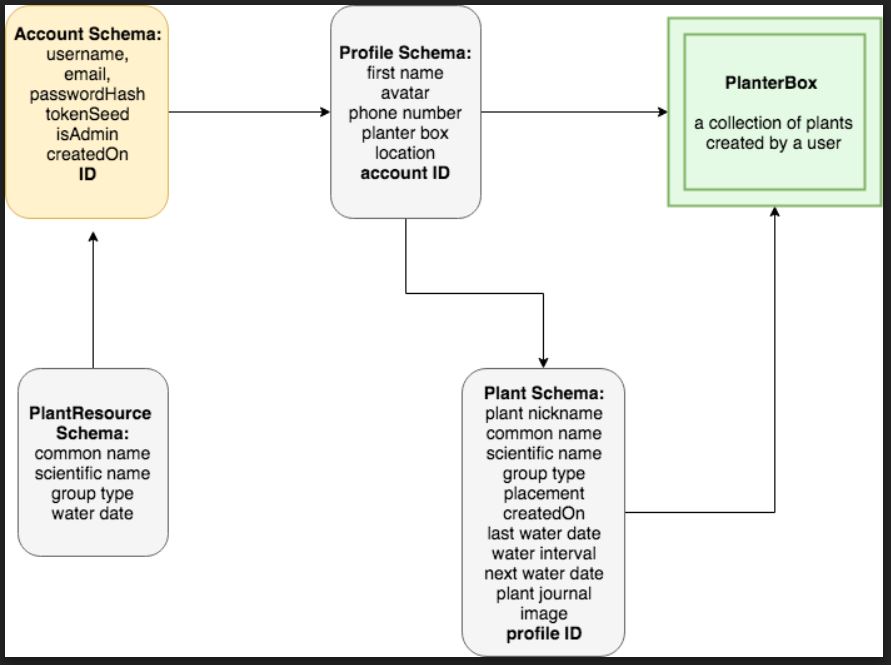 Account Schema:
username,
email,
passwordHash
tokenSeed
isAdmin
createdOn
ID
Profile Schema:
first name
avatar
phone number
planter box
location
account ID
PlanterBox
a collection of plants
created by a user
PlantResource
Schema:
common name
scientific name
group type
water date
Plant Schema:
plant nickname
common name
scientific name
group type
placement
createdOn
last water date
water interval
next water date
plant journal
image
profile ID